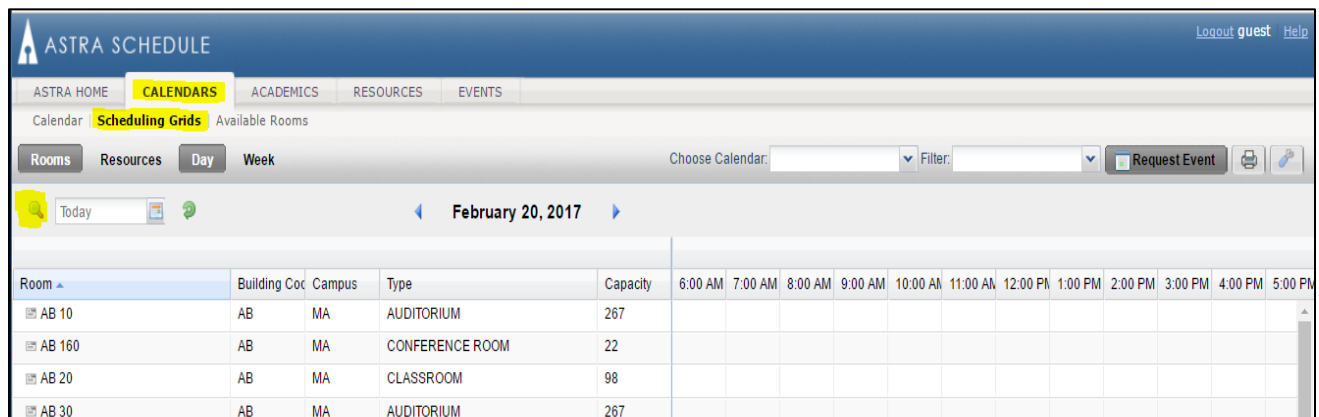 Logout guest Help
ASTRA SCHEDULE
ASTRA HOME CALENDARS ACADEMICS RESOURCES EVENTS
Calendar Scheduling Grids Available Rooms
Rooms Resources Day Week Choose Calendar: Filter: Request Event
Today February 20, 2017
Room Building Coc Campus Type Capacity 6:00 AM 7:00 AM 8:00 AM 9:00 AM 10:00 AM 11:00 AM 12:00 PM 1:00 PM 2:00 PM 3:00 PM 4:00 PM 5:00 PM
AB 10 AB MA AUDITORIUM 267
AB 160 AB MA CONFERENCE ROOM 22
AB 20 AB MA CLASSROOM 98
AB 30 AB MA AUDITORIUM 267